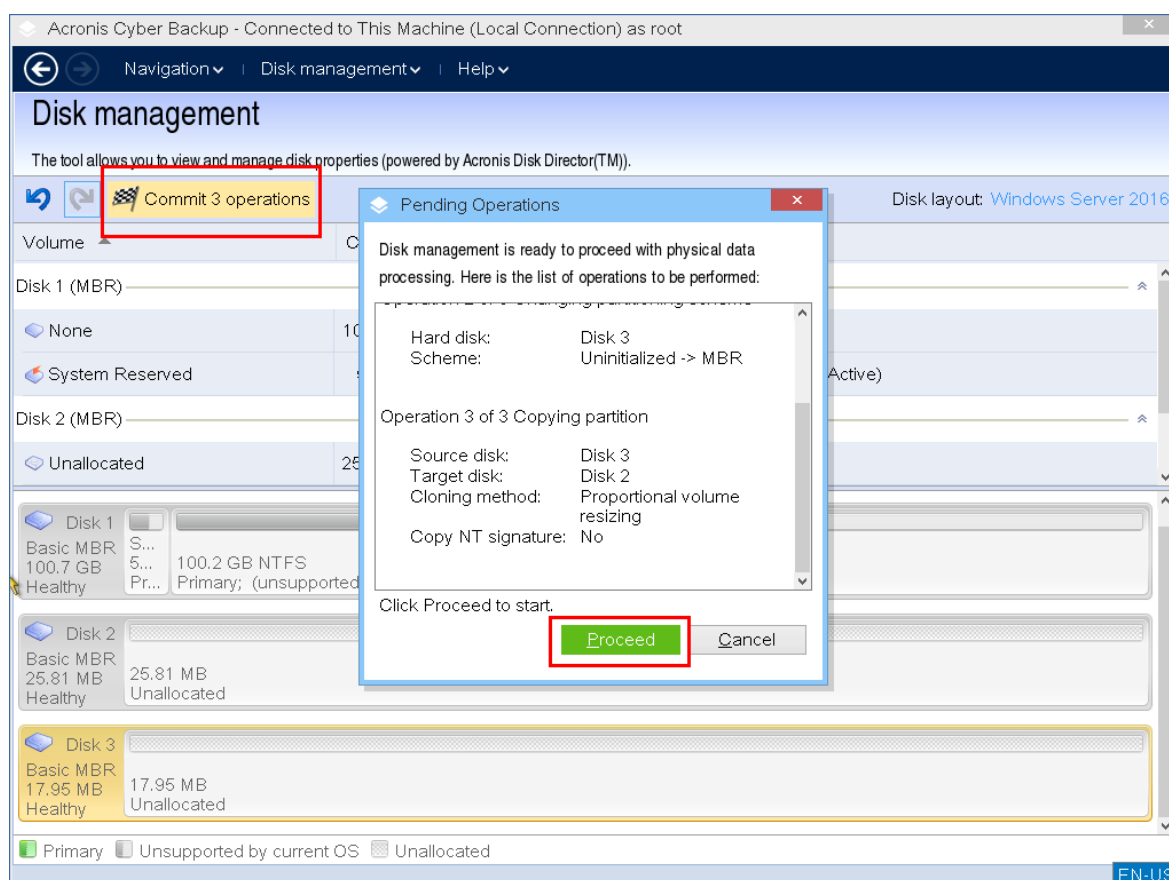 Acronis Cyber Backup - Connected to This Machine (Local Connection) as root
Navigation Disk management Help
Disk management
The tool allows you to view and manage disk properties (powered by Acronis Disk Director(TM)).
Commit 3 operations
Disk layout: Windows Server 2016
Volume C
Disk 1 (MBR)
None 10
System Reserved
Active)
Disk 2 (MBR)
Unallocated 25
Pending Operations
Disk management is ready to proceed with physical data
processing. Here is the list of operations to be performed:
Hard disk: Disk 3
Scheme: Uninitialized -> MBR
Operation 3 of 3 Copying partition
Source disk: Disk 3
Target disk: Disk 2
Cloning method: Proportional volume
resizing
Copy NT signature: No
Click Proceed to start.
Proceed Cancel
Disk 1
Basic MBR
100.7 GB
Healthy
S...
5...
Pr...
100.2 GB NTFS
Primary; (unsupported
Disk 2
Basic MBR
25.81 MB
Healthy
25.81 MB
Unallocated
Disk 3
Basic MBR
17.95 MB
Healthy
17.95 MB
Unallocated
Primary Unsupported by current OS Unallocated
EN-US